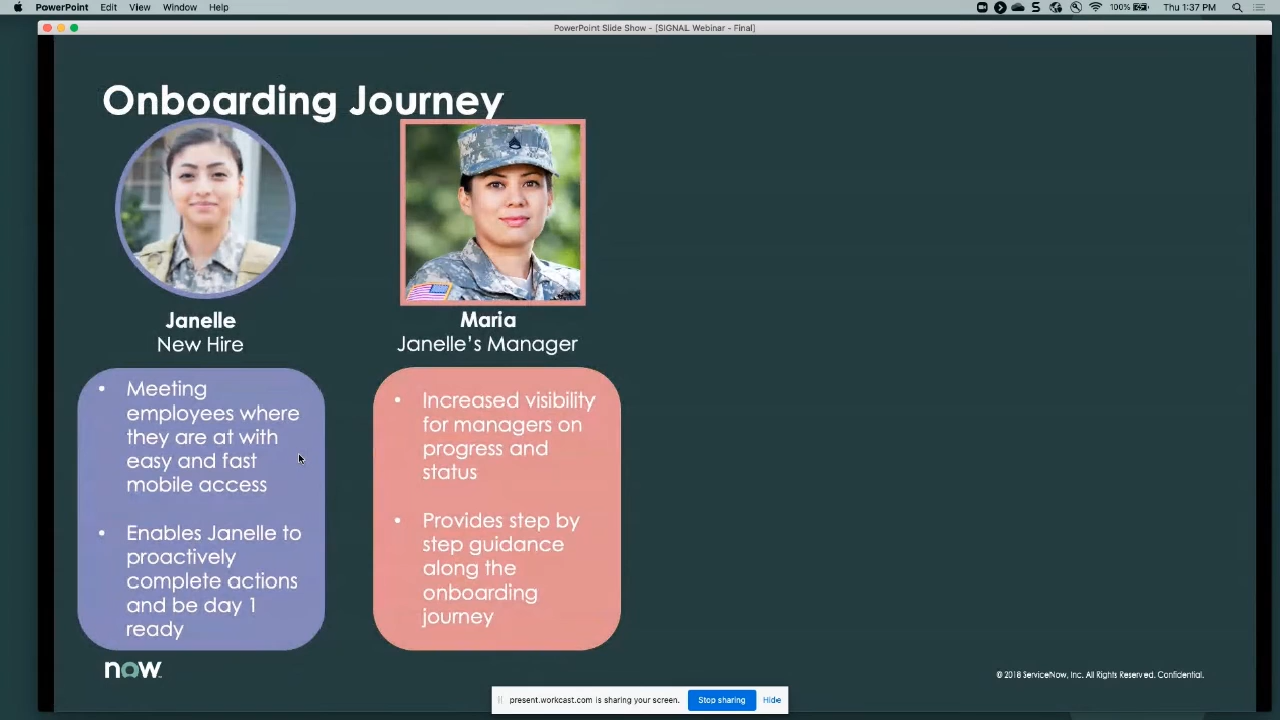 PowerPoint Edit View Window Help
100% Thu 1:37 PM
PowerPoint Slide Show - [SIGNAL Webinar - Final]
Onboarding Journey
Janelle
New Hire
• Meeting
employees where
they are at with
easy and fast
mobile access
• Enables Janelle to
proactively
complete actions
and be day 1
ready
Maria
Janelle’s Manager
• Increased visibility
for managers on
progress and
status
• Provides step by
step guidance
along the
onboarding
journey
now
© 2018 ServiceNow, Inc. All Rights Reserved. Confidential.
present.workcast.com is sharing your screen. Stop sharing Hide